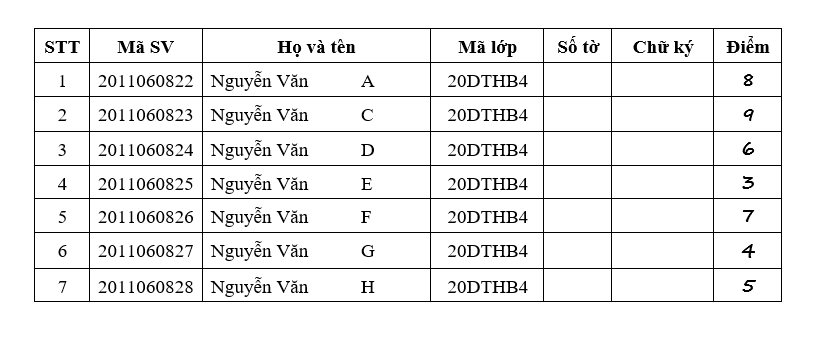 STT Mã SV Họ và tên Mã lớp Số tờ Chữ ký Điểm
1 2011060822 Nguyễn Văn A 20DTHB4 8
2 2011060823 Nguyễn Văn C 20DTHB4 9
3 2011060824 Nguyễn Văn D 20DTHB4 6
4 2011060825 Nguyễn Văn E 20DTHB4 3
5 2011060826 Nguyễn Văn F 20DTHB4 7
6 2011060827 Nguyễn Văn G 20DTHB4 4
7 2011060828 Nguyễn Văn H 20DTHB4 5